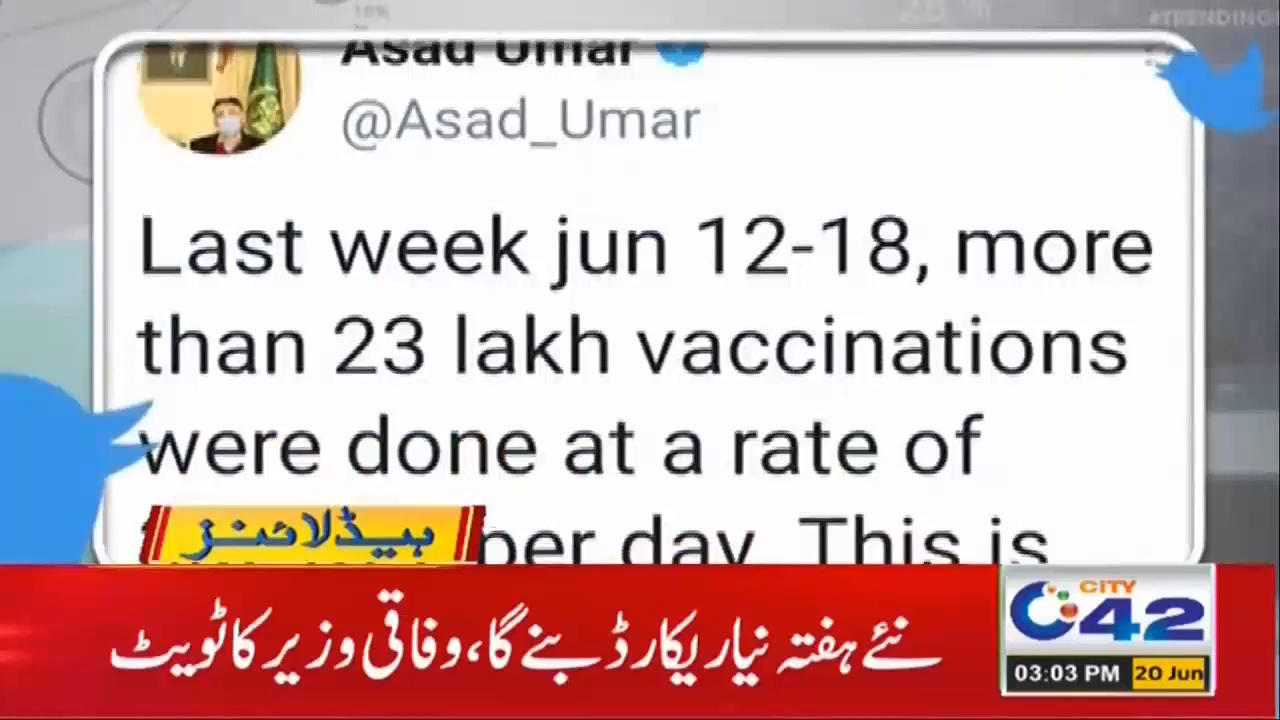 #TRENDING
Asad Umar
@Asad_Umar
Last week jun 12-18, more
than 23 lakh vaccinations
were done at a rate of
per day. This is
ہیڈلائنز
نئے ہفتہ نیا ریکارڈ بنے گا، وفاقی وزیر کا ٹویٹ
CITY
42
03:03 PM 20 Jun